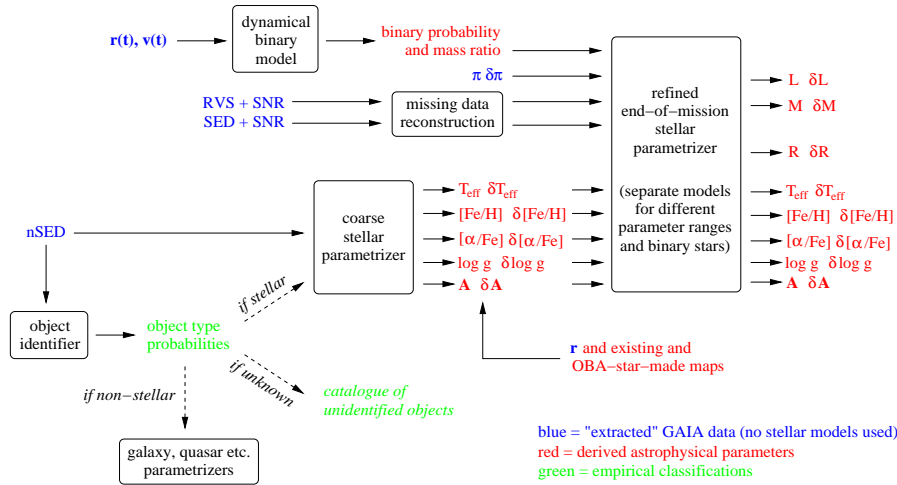 r(t), v(t)
dynamical
binary
model
binary probability
and mass ratio
π δπ
RVS + SNR
SED + SNR
missing data
reconstruction
refined
end−of−mission
stellar
parametrizer
(separate models
for different
parameter ranges
and binary stars)
L δL
M δM
R δR
T_eff δT_eff
[Fe/H] δ[Fe/H]
[α/Fe] δ[α/Fe]
log g δlog g
A δA
nSED
coarse
stellar
parametrizer
T_eff δT_eff
[Fe/H] δ[Fe/H]
[α/Fe] δ[α/Fe]
log g δlog g
A δA
object
identifier
object type
probabilities
if stellar
if unknown
if non−stellar
r and existing and
OBA−star−made maps
catalogue of
unidentified objects
galaxy, quasar etc.
parametrizers
blue = "extracted" GAIA data (no stellar models used)
red = derived astrophysical parameters
green = empirical classifications